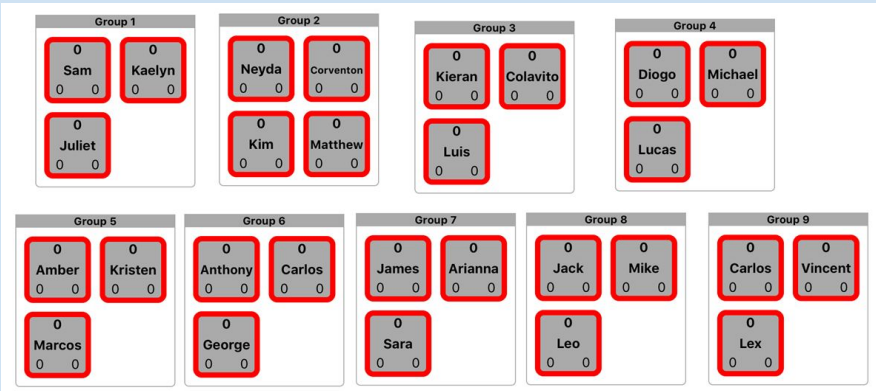 Group 1
0 0
Sam Kaelyn
0 0 0 0
0
Juliet
0 0
Group 2
0 0
Neyda Corventon
0 0 0 0
0 0
Kim Matthew
0 0 0 0
Group 3
0 0
Kieran Colavito
0 0 0 0
0
Luis
0 0
Group 4
0 0
Diogo Michael
0 0 0 0
0
Lucas
0 0
Group 5
0 0
Amber Kristen
0 0 0 0
0
Marcos
0 0
Group 6
0 0
Anthony Carlos
0 0 0 0
0
George
0 0
Group 7
0 0
James Arianna
0 0 0 0
0
Sara
0 0
Group 8
0 0
Jack Mike
0 0 0 0
0
Leo
0 0
Group 9
0 0
Carlos Vincent
0 0 0 0
0
Lex
0 0